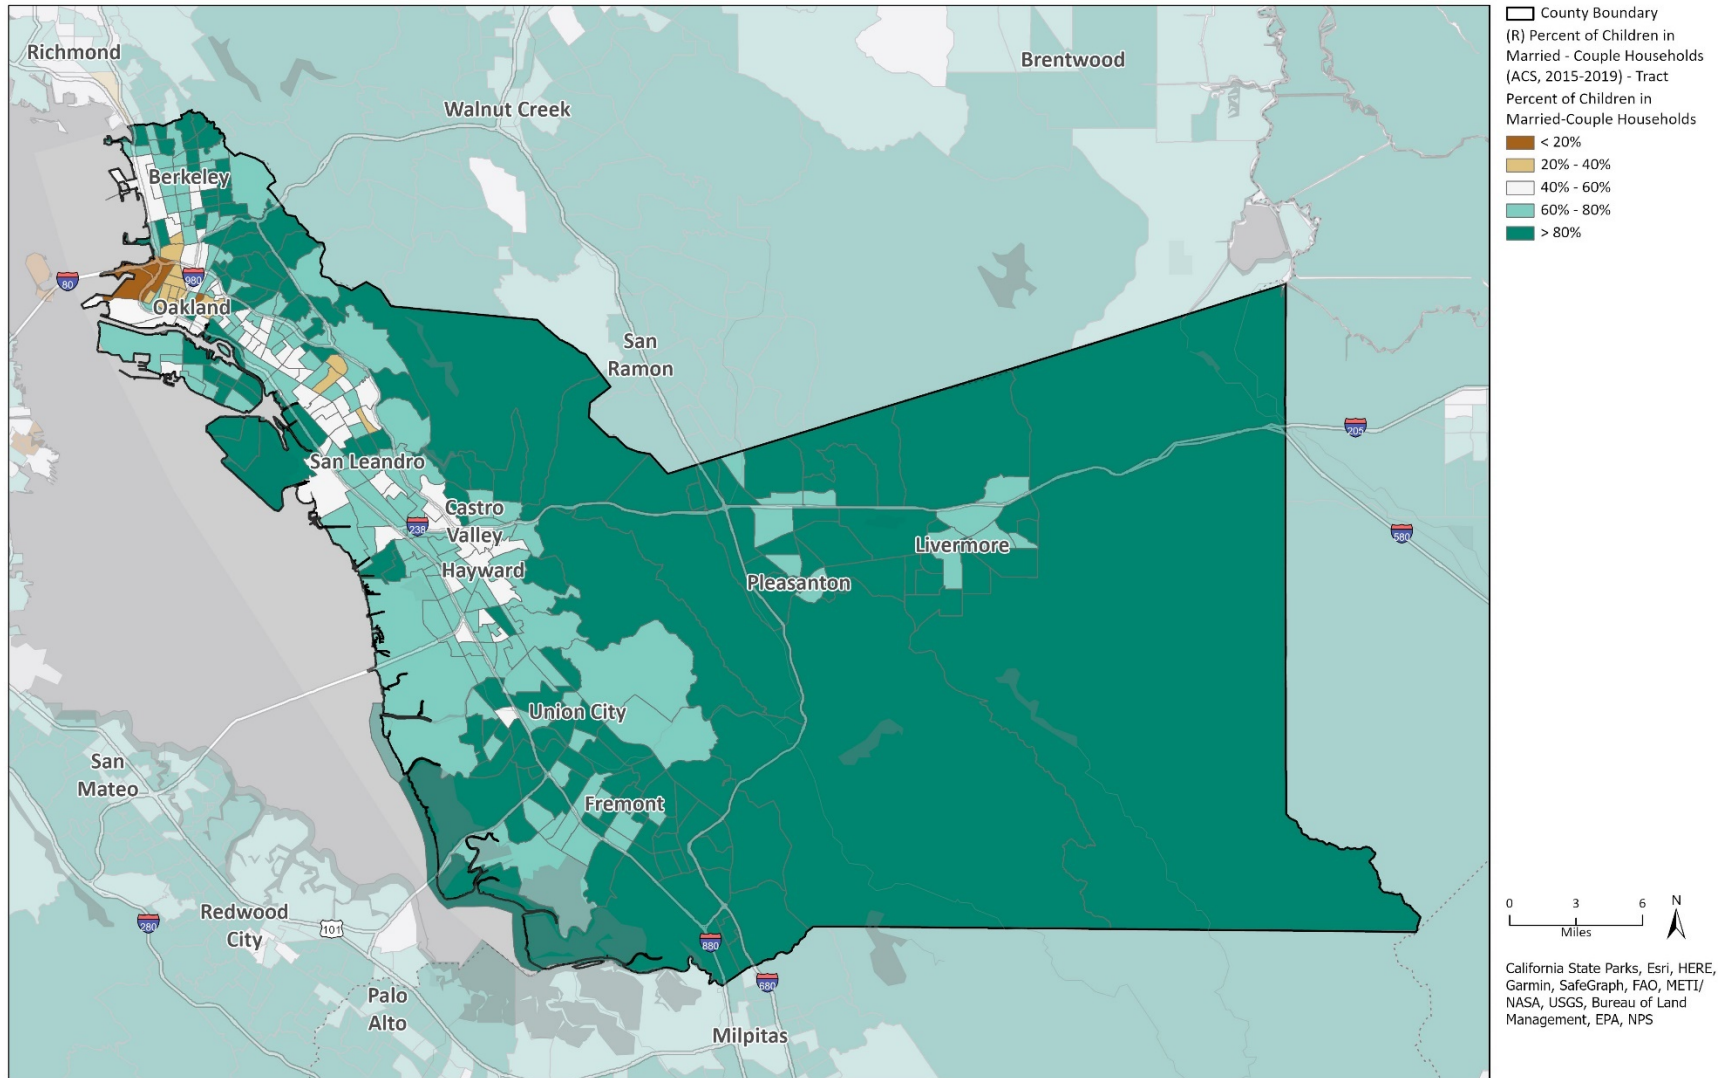 Richmond
Brentwood
Walnut Creek
Berkeley
80
980
Oakland
San
Ramon
205
San Leandro
Castro
Valley
238
580
Livermore
Hayward
Pleasanton
Union City
San
Mateo
Fremont
Redwood
City
280
101
880
680
Palo
Alto
Milpitas
County Boundary
(R) Percent of Children in
Married - Couple Households
(ACS, 2015-2019) - Tract
Percent of Children in
Married-Couple Households
< 20%
20% - 40%
40% - 60%
60% - 80%
> 80%
0 3 6
Miles
N
California State Parks, Esri, HERE,
Garmin, SafeGraph, FAO, METI/
NASA, USGS, Bureau of Land
Management, EPA, NPS